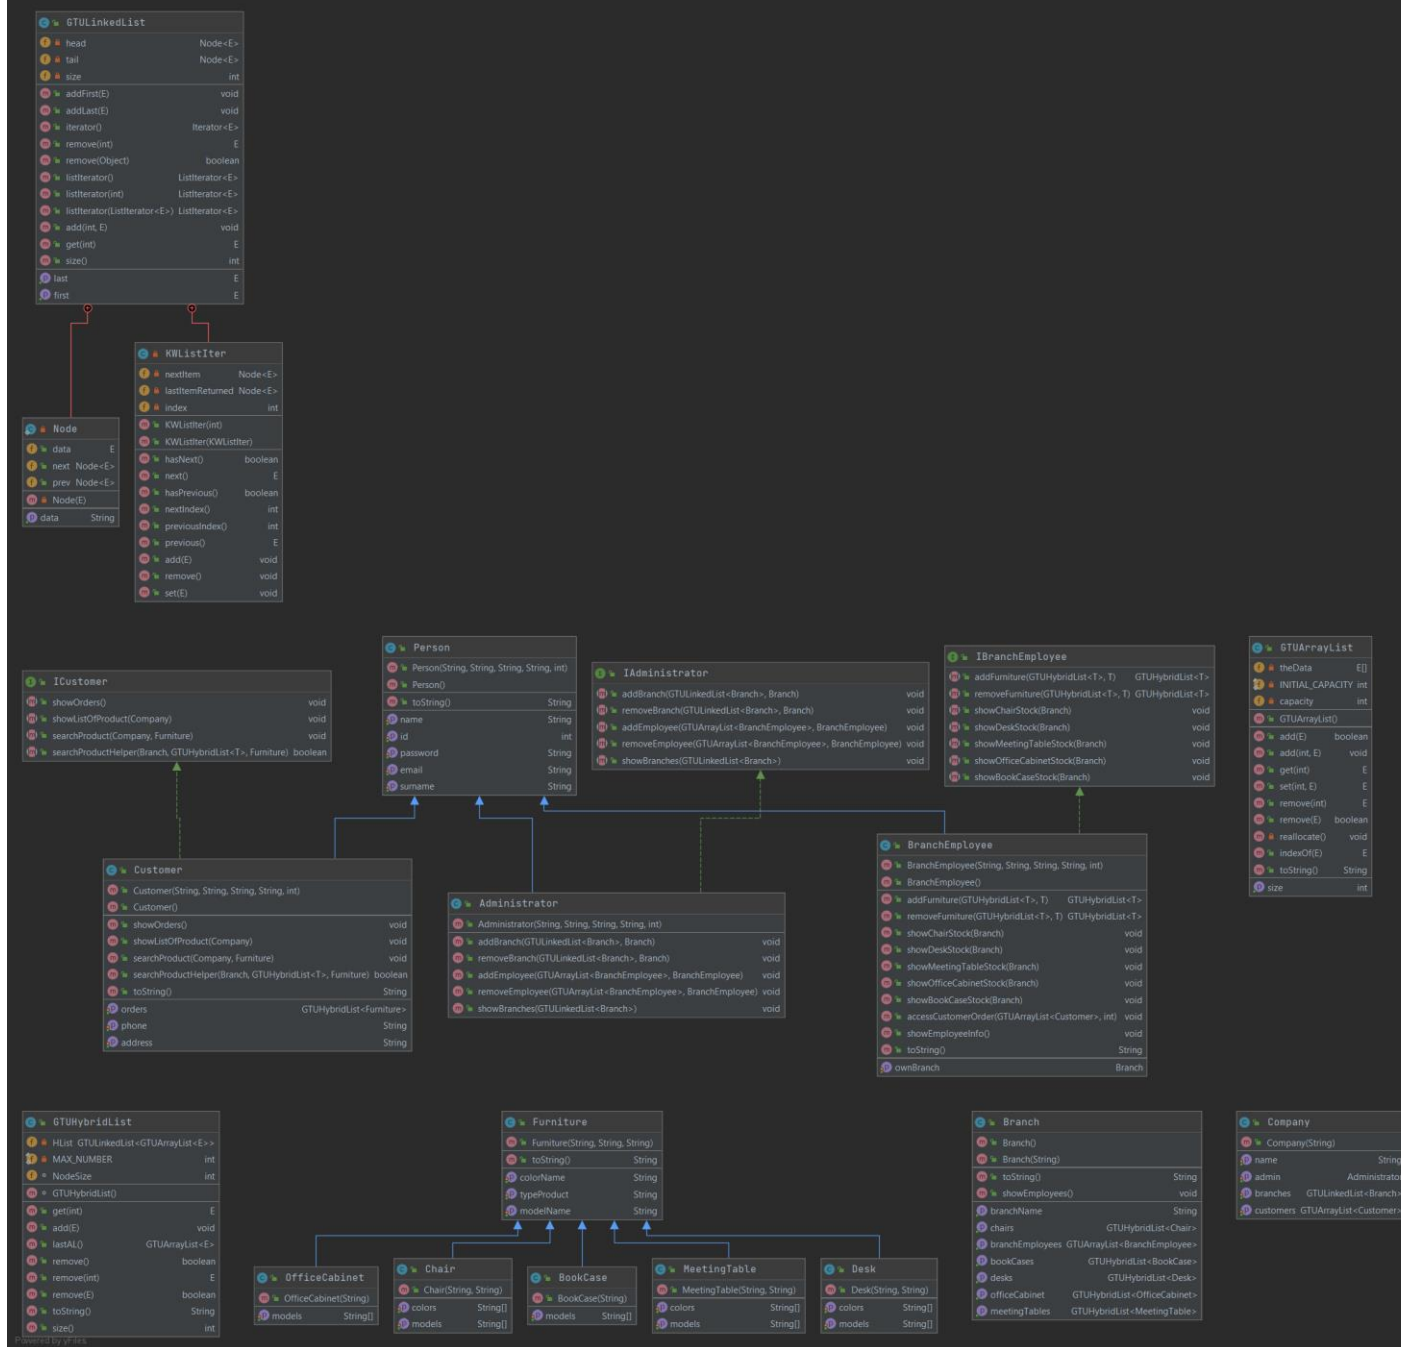 GTULinkedList
head Node<E>
tail Node<E>
size int
addFirst(E) void
addLast(E) void
iterator() Iterator<E>
remove(int) E
remove(Object) boolean
listIterator() ListIterator<E>
listIterator(int) ListIterator<E>
listIterator(ListIterator<E>) ListIterator<E>
add(int, E) void
get(int) E
size() int
last E
first E
KWListIter
nextItem Node<E>
lastItemReturned Node<E>
index int
KWListIter(int)
KWListIter(KWListIter)
hasNext() boolean
next() E
hasPrevious() boolean
nextIndex() int
previousIndex() int
previous() E
add(E) void
remove() void
set(E) void
Node
data E
next Node<E>
prev Node<E>
Node(E)
data String
ICustomer
showOrders() void
showListOfProduct(Company) void
searchProduct(Company, Furniture) void
searchProductHelper(Branch, GTUHybridList<T>, Furniture) boolean
Person
Person(String, String, String, String, int)
Person()
toString() String
name String
id int
password String
email String
surname String
IAdministrator
addBranch(GTULinkedList<Branch>, Branch) void
removeBranch(GTULinkedList<Branch>, Branch) void
addEmployee(GTUArrayList<BranchEmployee>, BranchEmployee) void
removeEmployee(GTUArrayList<BranchEmployee>, BranchEmployee) void
showBranches(GTULinkedList<Branch>) void
IBranchEmployee
addFurniture(GTUHybridList<T>, T) GTUHybridList<T>
removeFurniture(GTUHybridList<T>, T) GTUHybridList<T>
showChairStock(Branch) void
showDeskStock(Branch) void
showMeetingTableStock(Branch) void
showOfficeCabinetStock(Branch) void
showBookCaseStock(Branch) void
GTUArrayList
theData E[]
INITIAL_CAPACITY int
capacity int
GTUArrayList()
add(E) boolean
add(int, E) void
get(int) E
set(int, E) E
remove(int) E
remove(E) boolean
reallocate() void
indexOf(E) E
toString() String
size int
Customer
Customer(String, String, String, String, int)
Customer()
showOrders() void
showListOfProduct(Company) void
searchProduct(Company, Furniture) void
searchProductHelper(Branch, GTUHybridList<T>, Furniture) boolean
toString() String
orders GTUHybridList<Furniture>
phone String
address String
Administrator
Administrator(String, String, String, String, int)
addBranch(GTULinkedList<Branch>, Branch) void
removeBranch(GTULinkedList<Branch>, Branch) void
addEmployee(GTUArrayList<BranchEmployee>, BranchEmployee) void
removeEmployee(GTUArrayList<BranchEmployee>, BranchEmployee) void
showBranches(GTULinkedList<Branch>) void
BranchEmployee
BranchEmployee(String, String, String, String, int)
BranchEmployee()
addFurniture(GTUHybridList<T>, T) GTUHybridList<T>
removeFurniture(GTUHybridList<T>, T) GTUHybridList<T>
showChairStock(Branch) void
showDeskStock(Branch) void
showMeetingTableStock(Branch) void
showOfficeCabinetStock(Branch) void
showBookCaseStock(Branch) void
accessCustomerOrder(GTUArrayList<Customer>, int) void
showEmployeeInfo() void
toString() String
ownBranch Branch
GTUHybridList
HList GTULinkedList<GTUArrayList<E>>
MAX_NUMBER int
NodeSize int
GTUHybridList()
get(int) E
add(E) void
lastAL() GTUArrayList<E>
remove() boolean
remove(int) E
remove(E) boolean
toString() String
size() int
Furniture
Furniture(String, String, String)
toString() String
colorName String
typeProduct String
modelName String
OfficeCabinet
OfficeCabinet(String)
models String[]
Chair
Chair(String, String)
colors String[]
models String[]
BookCase
BookCase(String)
models String[]
MeetingTable
MeetingTable(String, String)
colors String[]
models String[]
Desk
Desk(String, String)
colors String[]
models String[]
Branch
Branch()
Branch(String)
toString() String
showEmployees() void
branchName String
chairs GTUHybridList<Chair>
branchEmployees GTUArrayList<BranchEmployee>
bookCases GTUHybridList<BookCase>
desks GTUHybridList<Desk>
officeCabinet GTUHybridList<OfficeCabinet>
meetingTables GTUHybridList<MeetingTable>
Company
Company(String)
name String
admin Administrator
branches GTULinkedList<Branch>
customers GTUArrayList<Customer>
Powered by yFiles